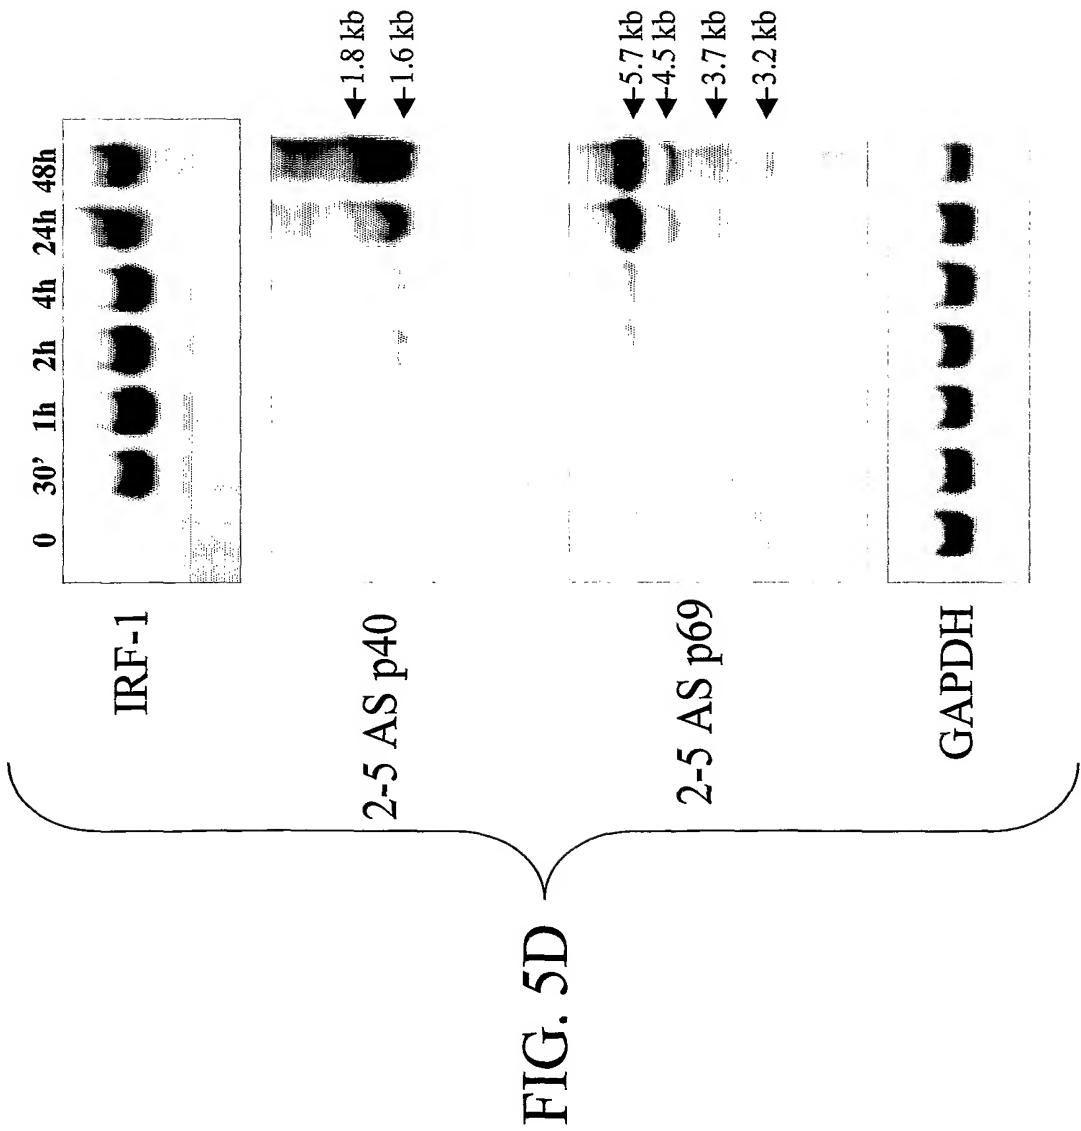 0 30' 1h 2h 4h 24h 48h
IRF-1
2-5 AS p40
1.8 kb
1.6 kb
2-5 AS p69
5.7 kb
4.5 kb
3.7 kb
3.2 kb
GAPDH
FIG. 5D